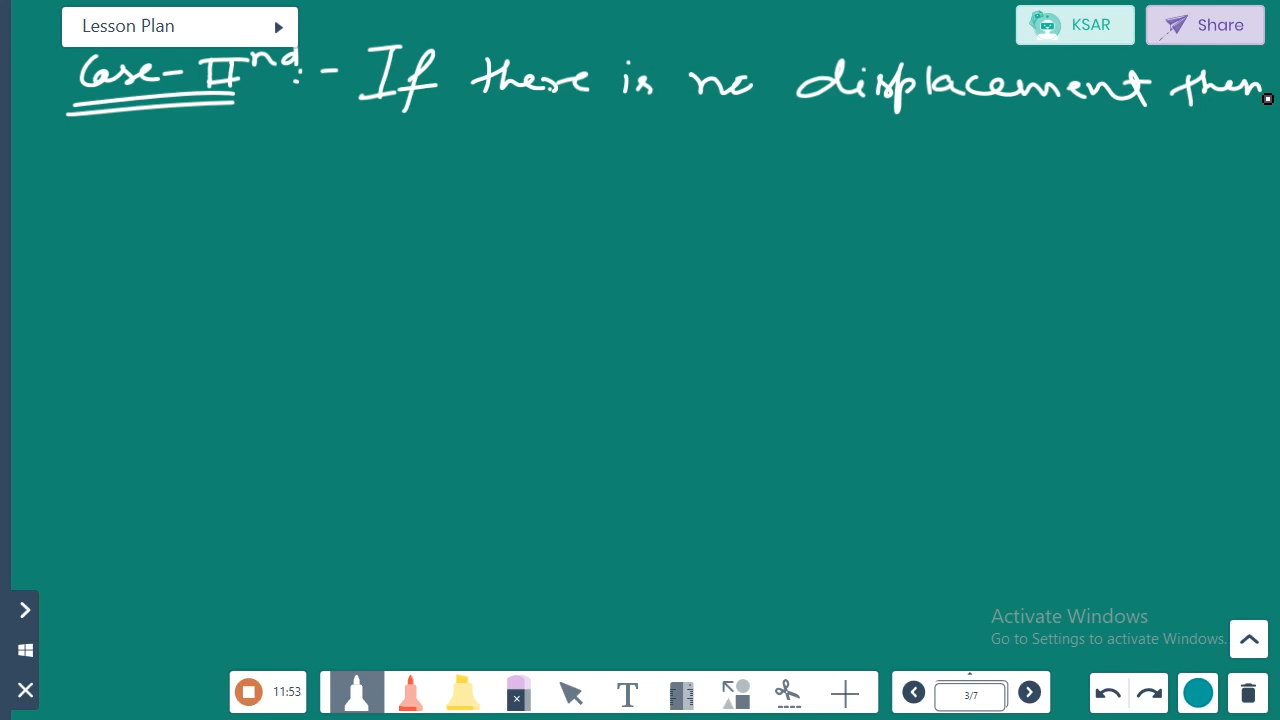 Lesson Plan
KSAR
Share
Case - IInd : - If there is no displacement then
Activate Windows
Go to Settings to activate Windows.
11:53
T
3/7